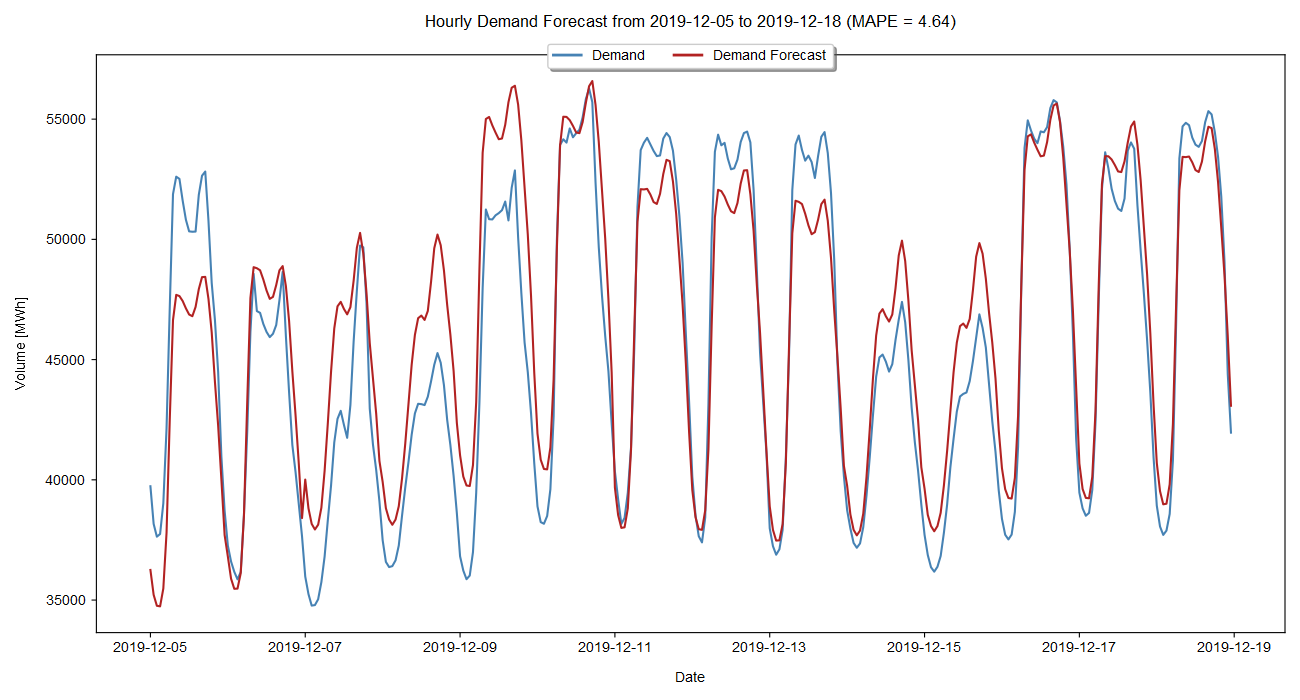 Hourly Demand Forecast from 2019-12-05 to 2019-12-18 (MAPE = 4.64)
Demand Demand Forecast
55000
50000
45000
40000
35000
Volume [MWh]
2019-12-05 2019-12-07 2019-12-09 2019-12-11 2019-12-13 2019-12-15 2019-12-17 2019-12-19
Date